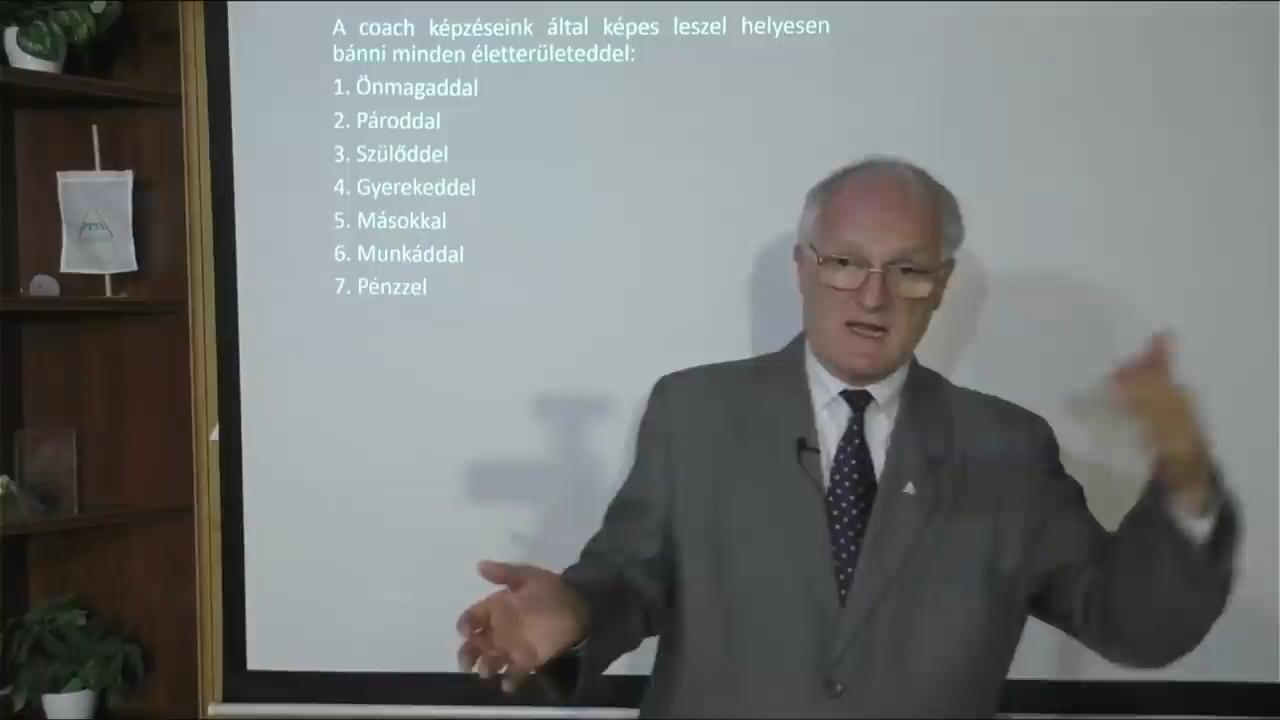 A coach képzéseink által képes leszel helyesen
bánni minden életterületeddel:
1. Önmagaddal
2. Pároddal
3. Szülőddel
4. Gyerekeddel
5. Másokkal
6. Munkáddal
7. Pénzzel